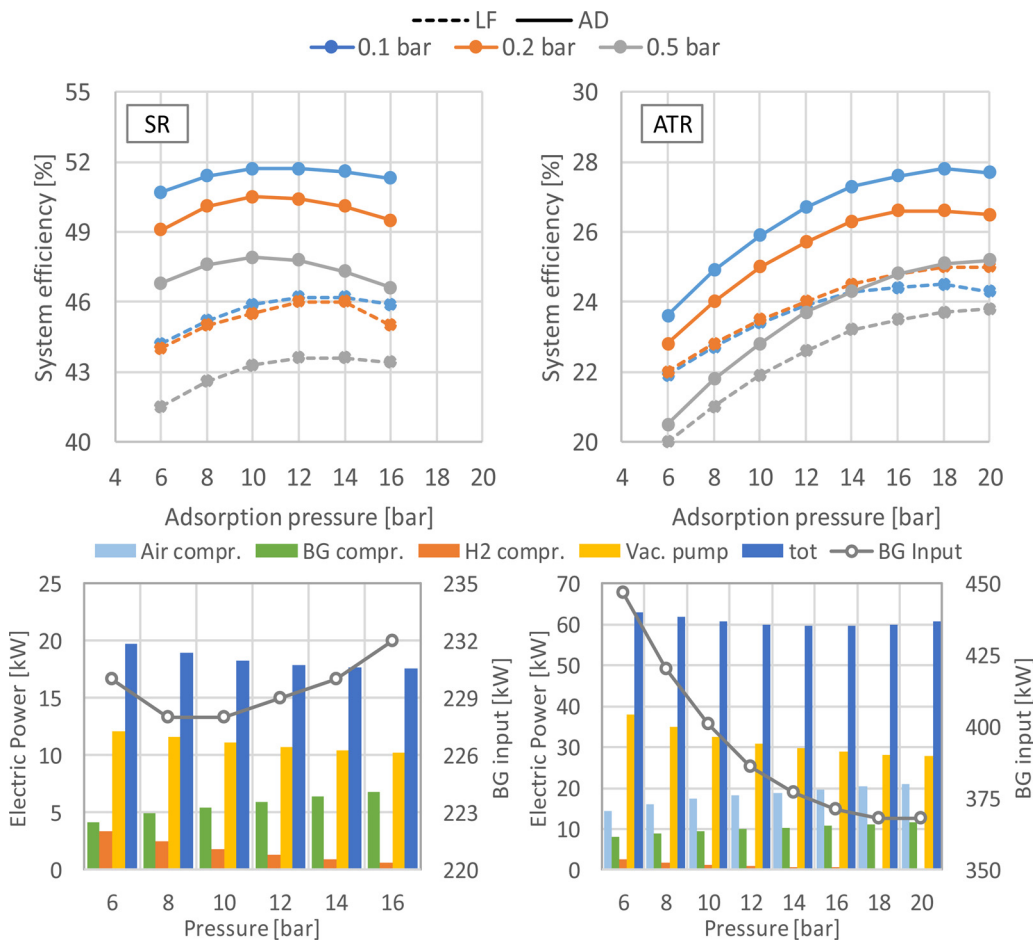 LF AD
0.1 bar 0.2 bar 0.5 bar
SR
System efficiency [%]
55
52
49
46
43
40
4 6 8 10 12 14 16 18 20
Adsorption pressure [bar]
ATR
System efficiency [%]
30
28
26
24
22
20
4 6 8 10 12 14 16 18 20
Adsorption pressure [bar]
Air compr. BG compr. H2 compr. Vac. pump tot BG Input
Electric Power [kW]
25
20
15
10
5
0
235
232
229
226
223
220
BG input [kW]
6 8 10 12 14 16
Pressure [bar]
Electric Power [kW]
70
60
50
40
30
20
10
0
450
425
400
375
350
BG input [kW]
6 8 10 12 14 16 18 20
Pressure [bar]